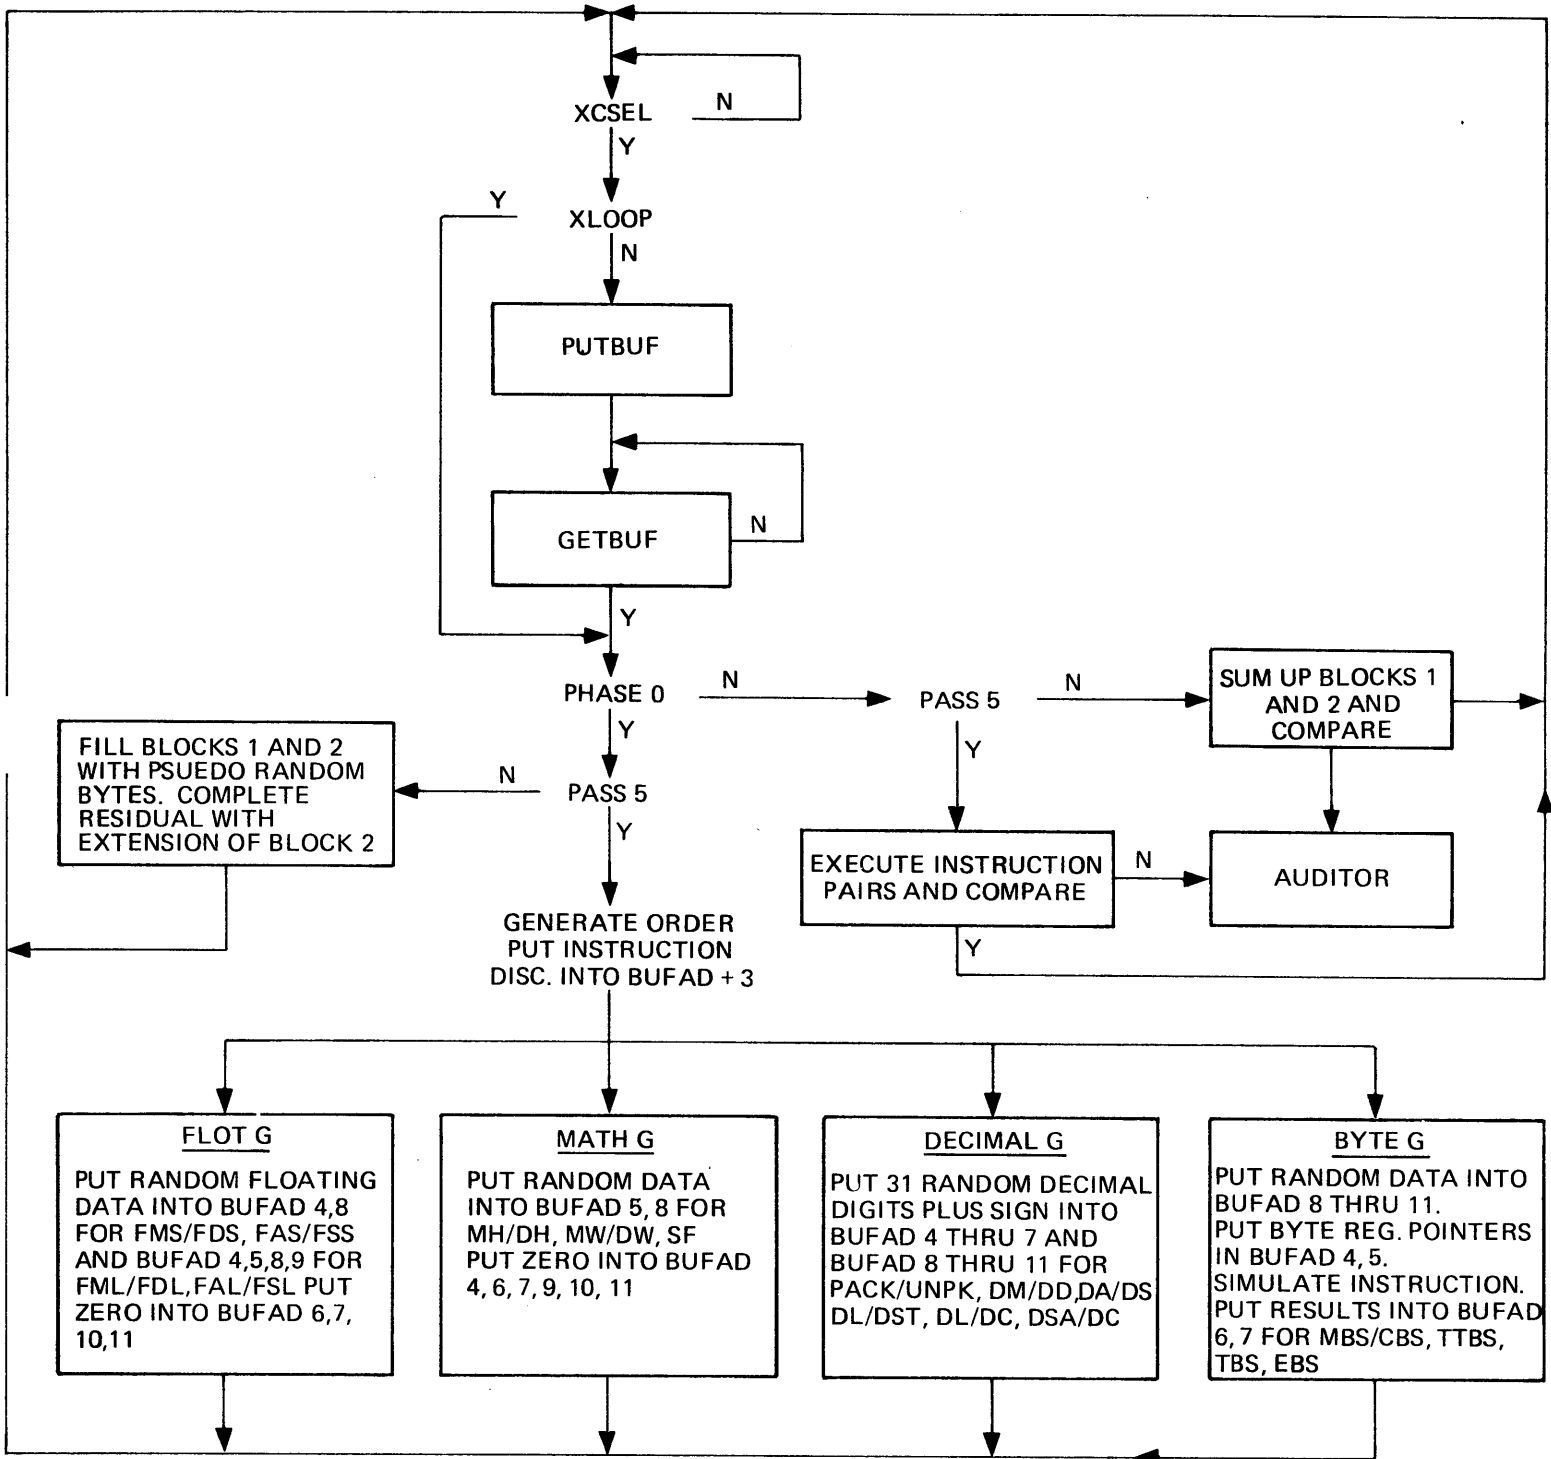 XCSEL
N
Y
Y
XLOOP
N
PUTBUF
GETBUF
N
Y
PHASE 0
N
PASS 5
N
SUM UP BLOCKS 1
AND 2 AND
COMPARE
Y
Y
FILL BLOCKS 1 AND 2
WITH PSUEDO RANDOM
BYTES. COMPLETE
RESIDUAL WITH
EXTENSION OF BLOCK 2
N
PASS 5
Y
EXECUTE INSTRUCTION
PAIRS AND COMPARE
N
AUDITOR
Y
GENERATE ORDER
PUT INSTRUCTION
DISC. INTO BUFAD + 3
FLOT G
PUT RANDOM FLOATING
DATA INTO BUFAD 4,8
FOR FMS/FDS, FAS/FSS
AND BUFAD 4,5,8,9 FOR
FML/FDL,FAL/FSL PUT
ZERO INTO BUFAD 6,7,
10,11
MATH G
PUT RANDOM DATA
INTO BUFAD 5, 8 FOR
MH/DH, MW/DW, SF
PUT ZERO INTO BUFAD
4, 6, 7, 9, 10, 11
DECIMAL G
PUT 31 RANDOM DECIMAL
DIGITS PLUS SIGN INTO
BUFAD 4 THRU 7 AND
BUFAD 8 THRU 11 FOR
PACK/UNPK, DM/DD,DA/DS
DL/DST, DL/DC, DSA/DC
BYTE G
PUT RANDOM DATA INTO
BUFAD 8 THRU 11.
PUT BYTE REG. POINTERS
IN BUFAD 4, 5.
SIMULATE INSTRUCTION.
PUT RESULTS INTO BUFAD
6, 7 FOR MBS/CBS, TTBS,
TBS, EBS